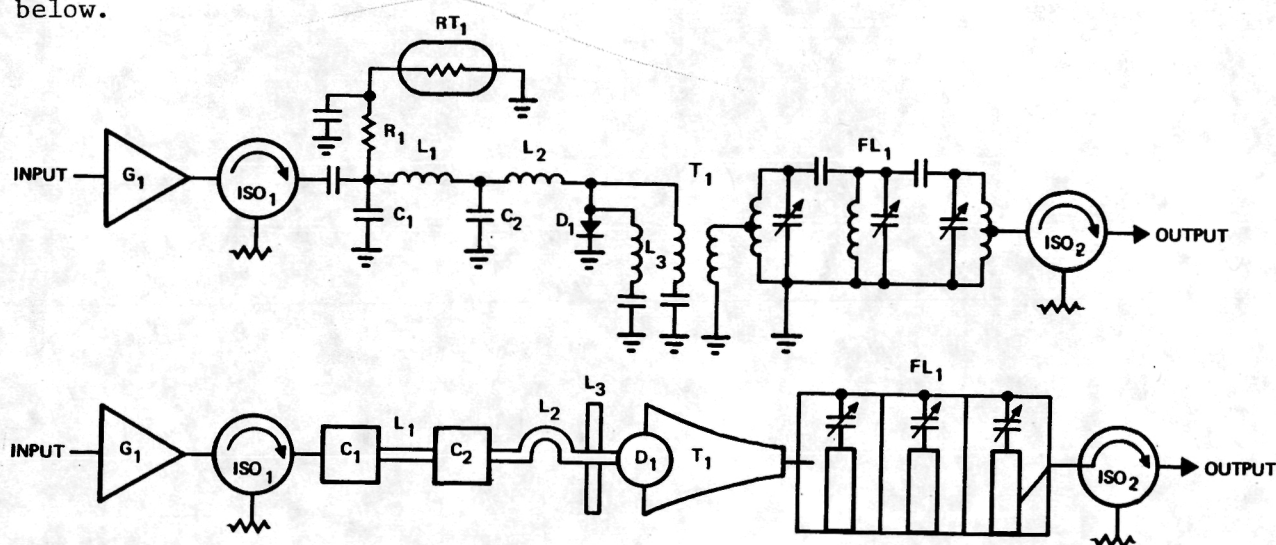 below.
RT1
R1
L1
L2
INPUT
G1
ISO1
C1
C2
D1
L3
T1
FL1
ISO2
OUTPUT
FL1
L3
L2
L1
INPUT
G1
ISO1
C1
C2
D1
T1
ISO2
OUTPUT